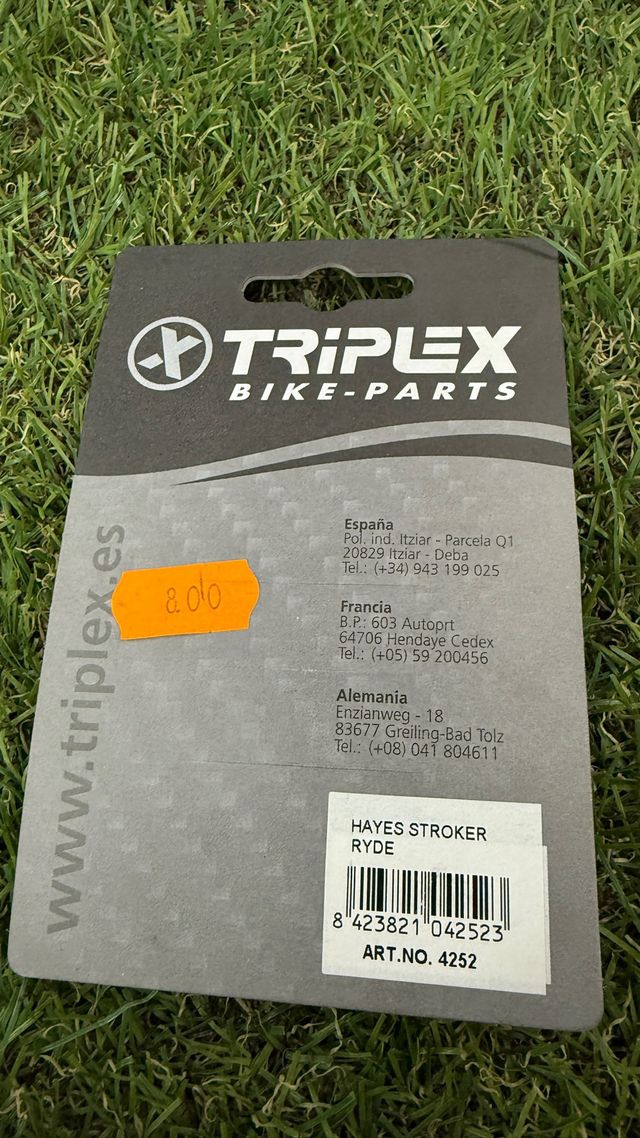 TRiPLEX
BIKE-PARTS
www.triplex.es
España
Pol. ind. Itziar - Parcela Q1
20829 Itziar - Deba
Tel.: (+34) 943 199 025
8 0'0
Francia
B.P.: 603 Autoprt
64706 Hendaye Cedex
Tel.: (+05) 59 200456
Alemania
Enzianweg - 18
83677 Greiling-Bad Tolz
Tel.: (+08) 041 804611
HAYES STROKER
RYDE
8 423821 042523
ART.NO. 4252